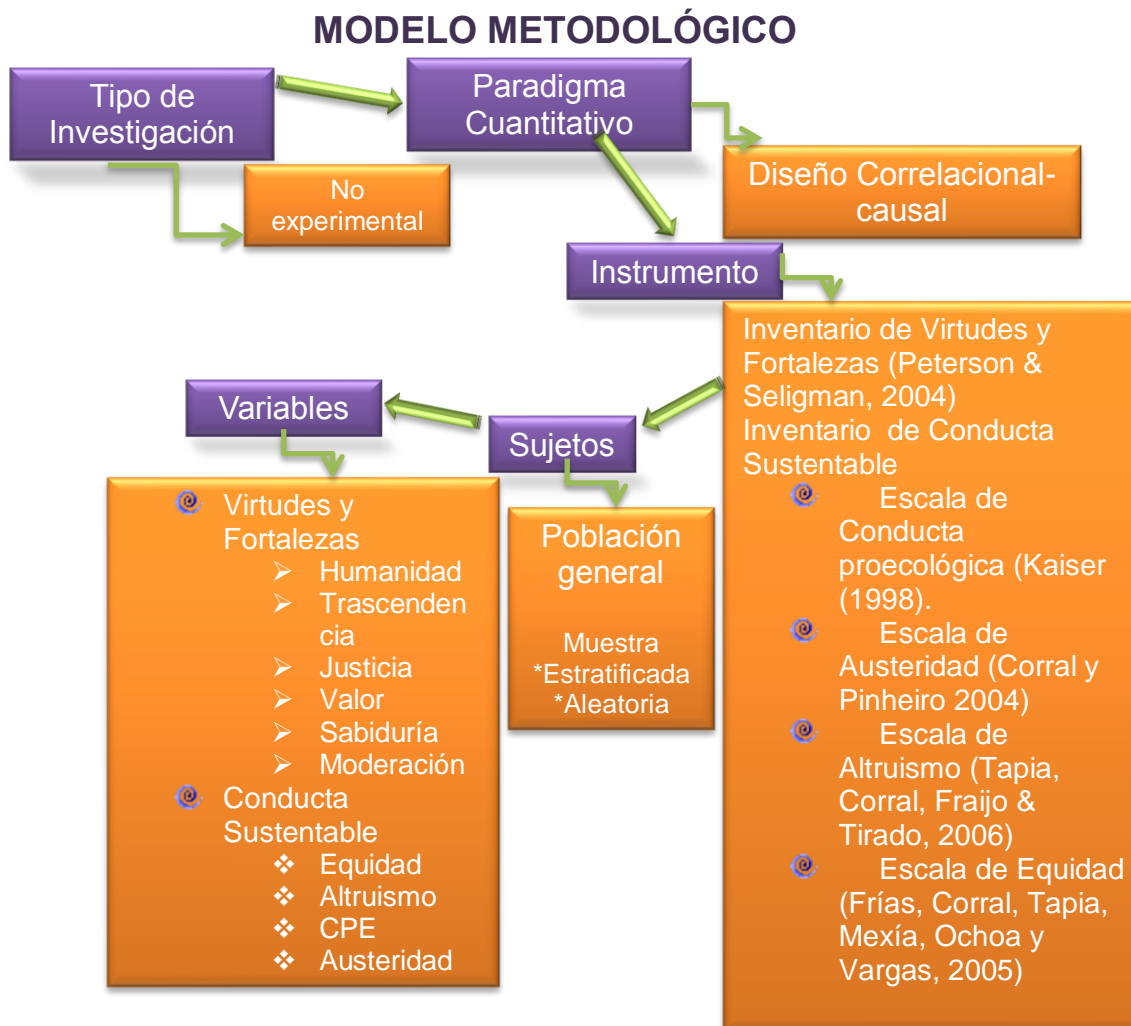 MODELO METODOLÓGICO
Tipo de
Investigación
Paradigma
Cuantitativo
No
experimental
Diseño Correlacional-
causal
Instrumento
Inventario de Virtudes y
Fortalezas (Peterson &
Seligman, 2004)
Inventario de Conducta
Sustentable
Escala de
Conducta
proecológica (Kaiser
(1998).
Escala de
Austeridad (Corral y
Pinheiro 2004)
Escala de
Altruismo (Tapia,
Corral, Fraijo &
Tirado, 2006)
Escala de Equidad
(Frías, Corral, Tapia,
Mexía, Ochoa y
Vargas, 2005)
Sujetos
Población
general
Muestra
*Estratificada
*Aleatoria
Variables
Virtudes y
Fortalezas
Humanidad
Trascenden
cia
Justicia
Valor
Sabiduría
Moderación
Conducta
Sustentable
Equidad
Altruismo
CPE
Austeridad